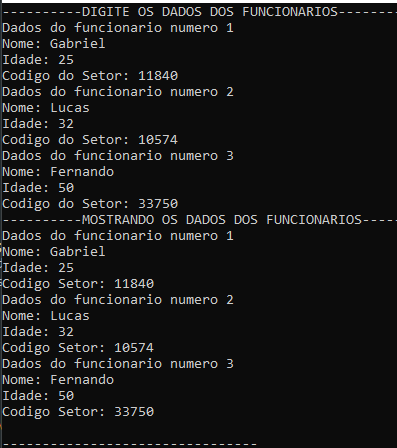 ----------DIGITE OS DADOS DOS FUNCIONARIOS-------
Dados do funcionario numero 1
Nome: Gabriel
Idade: 25
Codigo do Setor: 11840
Dados do funcionario numero 2
Nome: Lucas
Idade: 32
Codigo do Setor: 10574
Dados do funcionario numero 3
Nome: Fernando
Idade: 50
Codigo do Setor: 33750
----------MOSTRANDO OS DADOS DOS FUNCIONARIOS----
Dados do funcionario numero 1
Nome: Gabriel
Idade: 25
Codigo Setor: 11840
Dados do funcionario numero 2
Nome: Lucas
Idade: 32
Codigo Setor: 10574
Dados do funcionario numero 3
Nome: Fernando
Idade: 50
Codigo Setor: 33750
--------------------------------